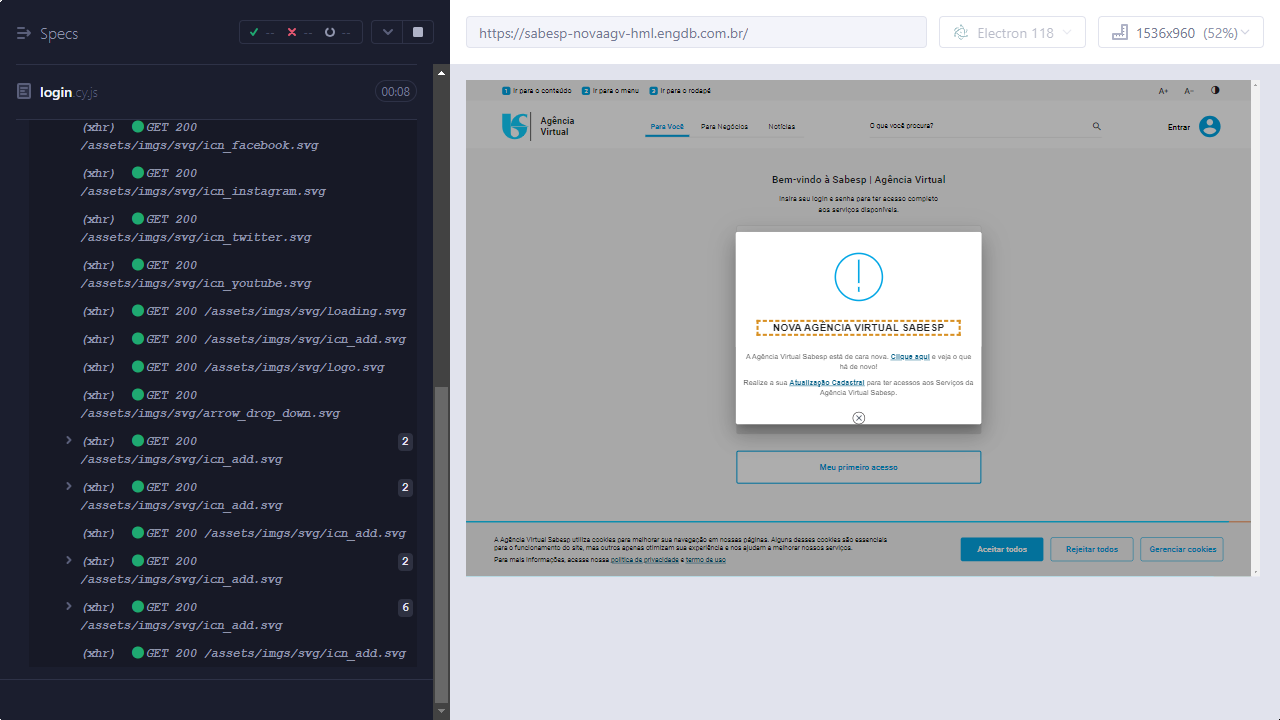 Specs
-- -- --
login.cy.js
00:08
(xhr) GET 200
/assets/imgs/svg/icn_facebook.svg
(xhr) GET 200
/assets/imgs/svg/icn_instagram.svg
(xhr) GET 200
/assets/imgs/svg/icn_twitter.svg
(xhr) GET 200
/assets/imgs/svg/icn_youtube.svg
(xhr) GET 200 /assets/imgs/svg/loading.svg
(xhr) GET 200 /assets/imgs/svg/icn_add.svg
(xhr) GET 200 /assets/imgs/svg/Logo.svg
(xhr) GET 200
/assets/imgs/svg/arrow_drop_down.svg
(xhr) GET 200 2
/assets/imgs/svg/icn_add.svg
(xhr) GET 200 2
/assets/imgs/svg/icn_add.svg
(xhr) GET 200 /assets/imgs/svg/icn_add.svg
(xhr) GET 200 2
/assets/imgs/svg/icn_add.svg
(xhr) GET 200 6
/assets/imgs/svg/icn_add.svg
(xhr) GET 200 /assets/imgs/svg/icn_add.svg
https://sabesp-novaagv-hml.engdb.com.br/
Electron 118
1536x960 (52%)
1 Ir para o conteúdo 2 Ir para o menu 3 Ir para o rodapé
A+ A-
Agência
Virtual
Para Você Para Negócios Notícias
O que você procura?
Entrar
Bem-vindo à Sabesp | Agência Virtual
Insira seu login e senha para ter acesso completo
aos serviços disponíveis.
NOVA AGÊNCIA VIRTUAL SABESP
A Agência Virtual Sabesp está de cara nova. Clique aqui e veja o que
há de novo!
Realize a sua Atualização Cadastral para ter acessos aos Serviços da
Agência Virtual Sabesp.
Meu primeiro acesso
A Agência Virtual Sabesp utiliza cookies para melhorar sua navegação em nossas páginas. Alguns desses cookies são essenciais
para o funcionamento do site, mas outros apenas otimizam sua experiência e nos ajudam a melhorar nossos serviços.
Para mais informações, acesse nossa política de privacidade e termo de uso
Aceitar todos
Rejeitar todos
Gerenciar cookies